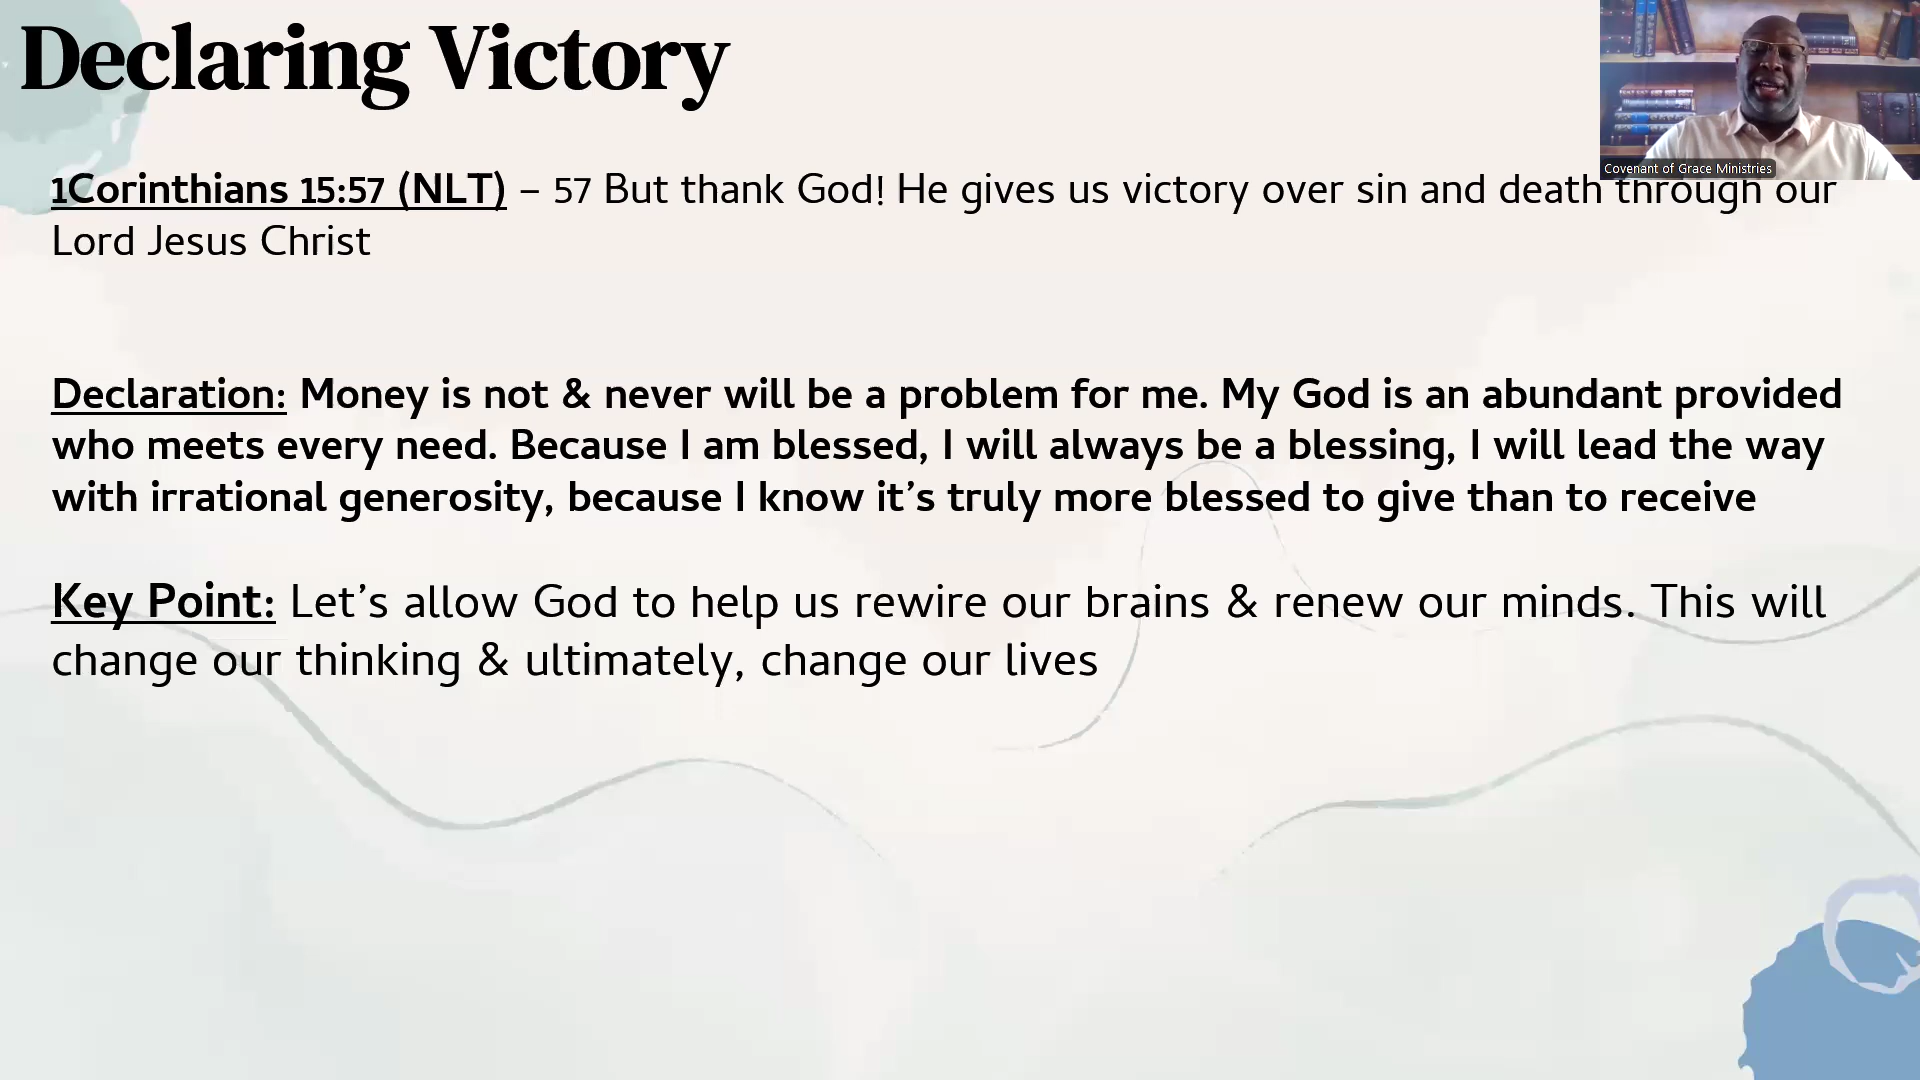 Declaring Victory
Covenant of Grace Ministries
1Corinthians 15:57 (NLT) – 57 But thank God! He gives us victory over sin and death through our
Lord Jesus Christ
Declaration: Money is not & never will be a problem for me. My God is an abundant provided
who meets every need. Because I am blessed, I will always be a blessing, I will lead the way
with irrational generosity, because I know it’s truly more blessed to give than to receive
Key Point: Let’s allow God to help us rewire our brains & renew our minds. This will
change our thinking & ultimately, change our lives